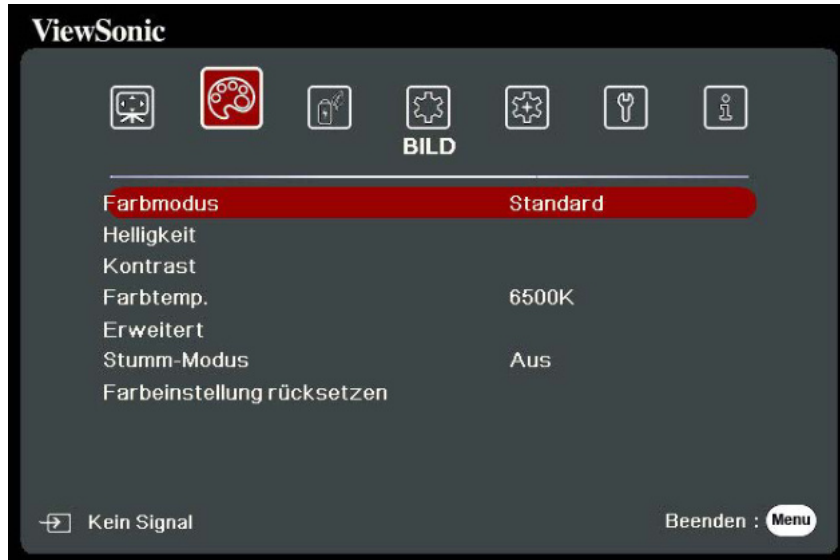 ViewSonic
BILD
Farbmodus Standard
Helligkeit
Kontrast
Farbtemp. 6500K
Erweitert
Stumm-Modus Aus
Farbeinstellung rücksetzen
Kein Signal Beenden : Menu